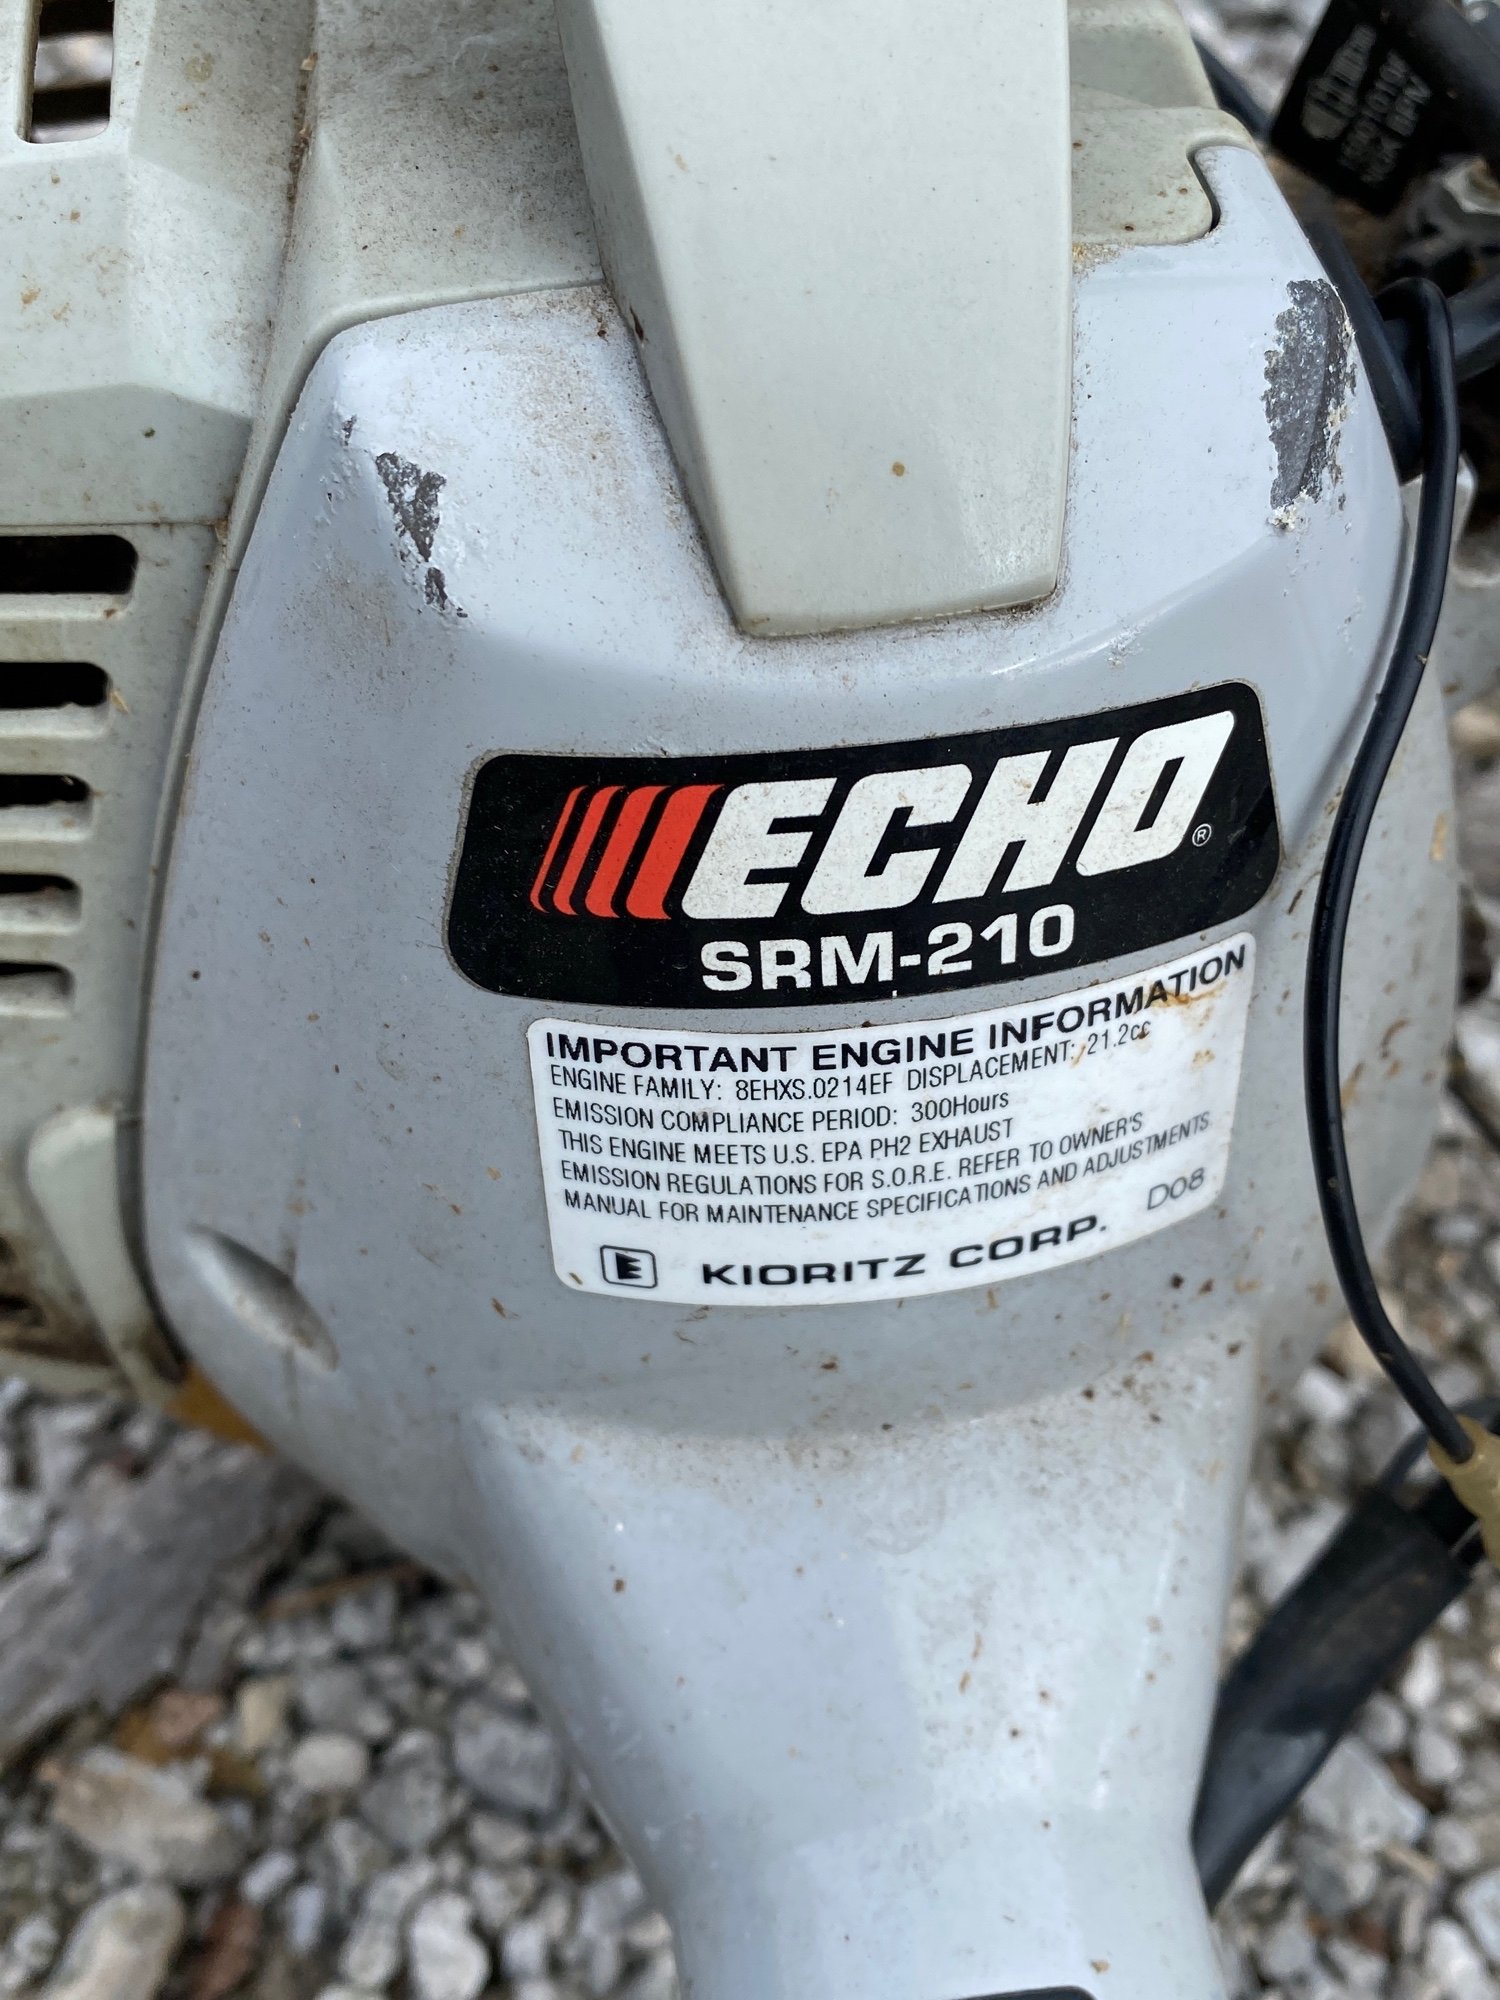 ECHO®
SRM-210
IMPORTANT ENGINE INFORMATION
ENGINE FAMILY: 8EHXS.0214EF DISPLACEMENT: 21.2cc
EMISSION COMPLIANCE PERIOD: 300Hours
THIS ENGINE MEETS U.S. EPA PH2 EXHAUST
EMISSION REGULATIONS FOR S.O.R.E. REFER TO OWNER'S
MANUAL FOR MAINTENANCE SPECIFICATIONS AND ADJUSTMENTS
E KIORITZ CORP. D08